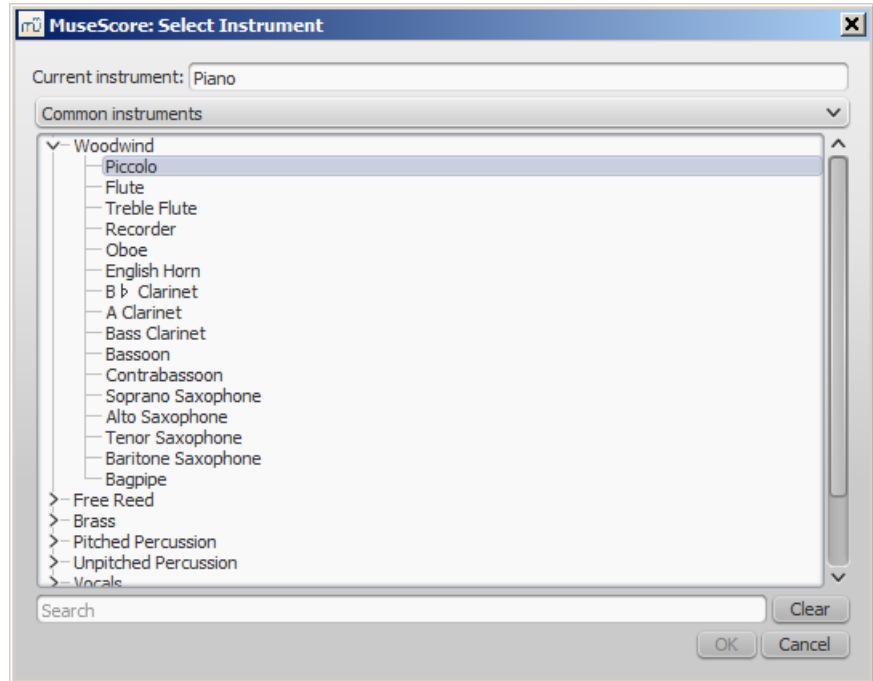 mű MuseScore: Select Instrument
Current instrument: Piano
Common instruments
Woodwind
Piccolo
Flute
Treble Flute
Recorder
Oboe
English Horn
B♭ Clarinet
A Clarinet
Bass Clarinet
Bassoon
Contrabassoon
Soprano Saxophone
Alto Saxophone
Tenor Saxophone
Baritone Saxophone
Bagpipe
Free Reed
Brass
Pitched Percussion
Unpitched Percussion
Vocals
Search Clear
OK Cancel